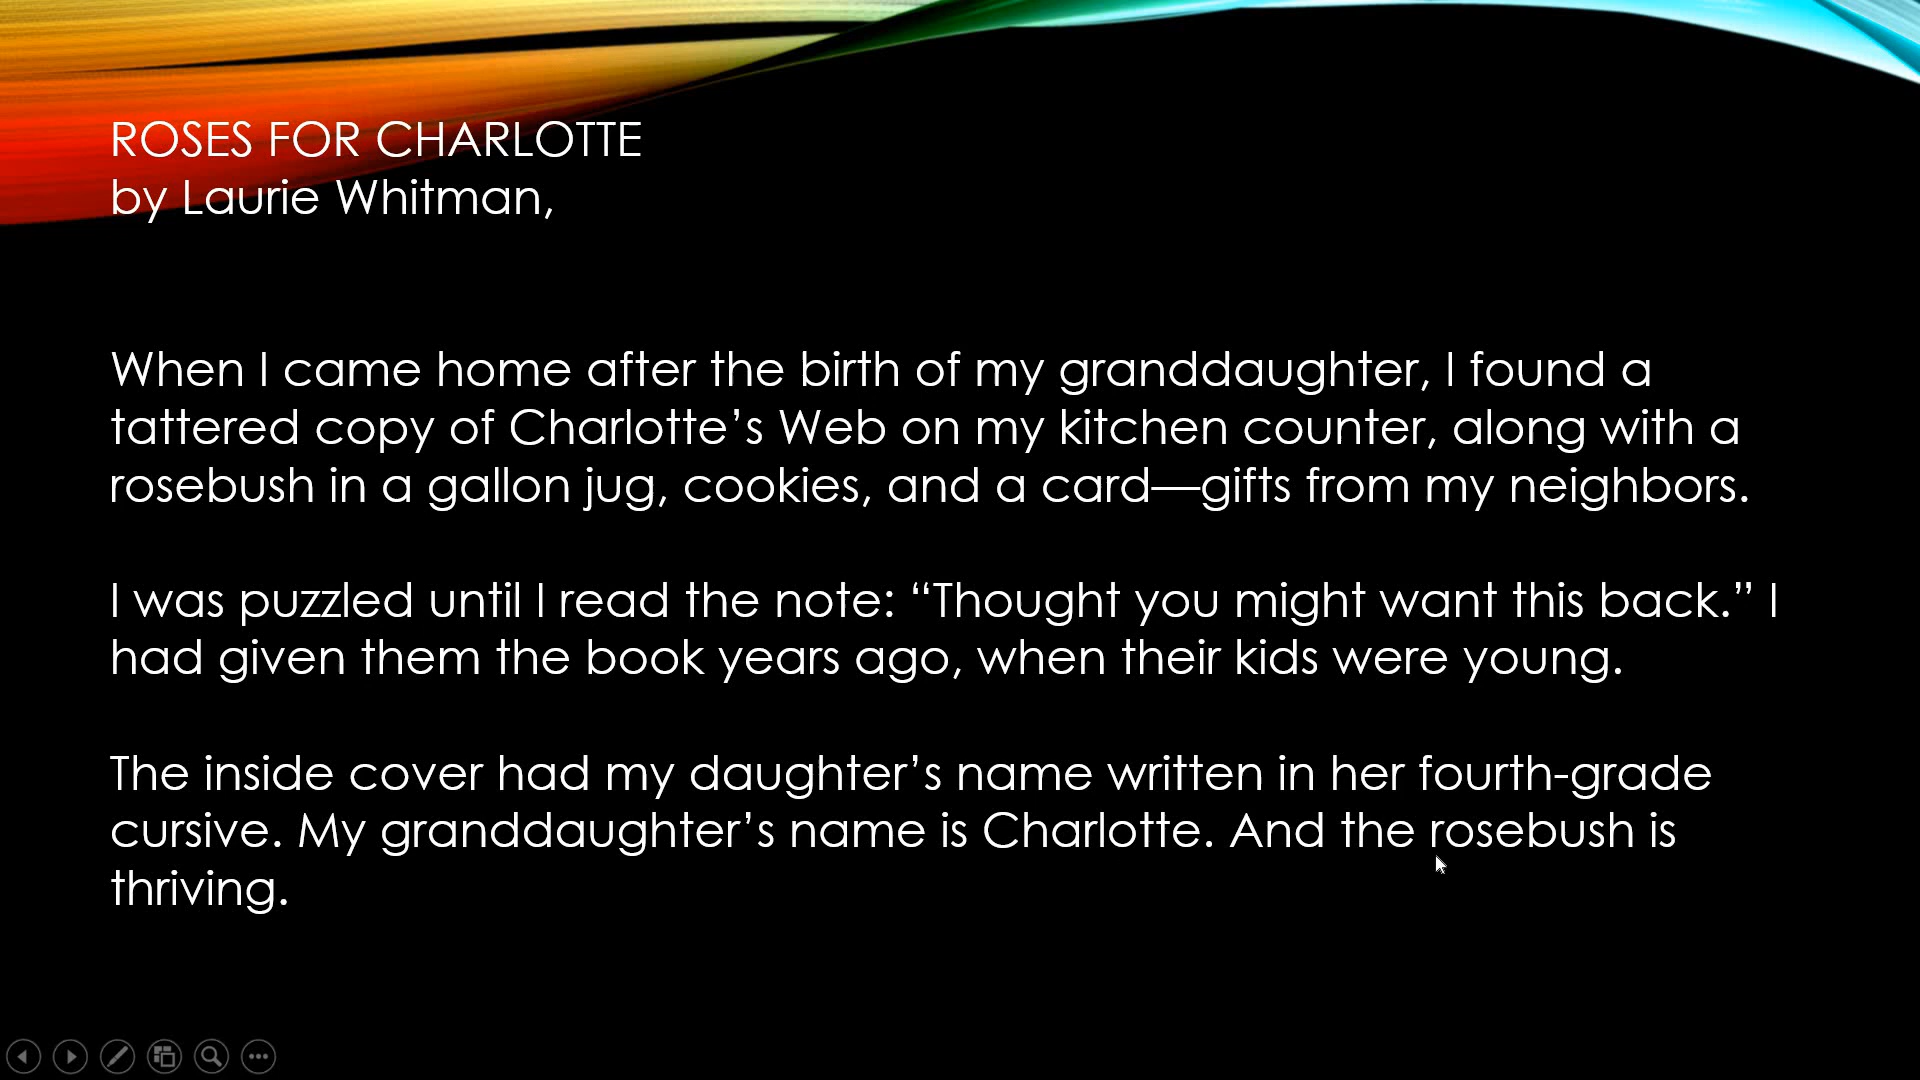 ROSES FOR CHARLOTTE
by Laurie Whitman,
When I came home after the birth of my granddaughter, I found a
tattered copy of Charlotte’s Web on my kitchen counter, along with a
rosebush in a gallon jug, cookies, and a card—gifts from my neighbors.
I was puzzled until I read the note: “Thought you might want this back.” I
had given them the book years ago, when their kids were young.
The inside cover had my daughter’s name written in her fourth-grade
cursive. My granddaughter’s name is Charlotte. And the rosebush is
thriving.